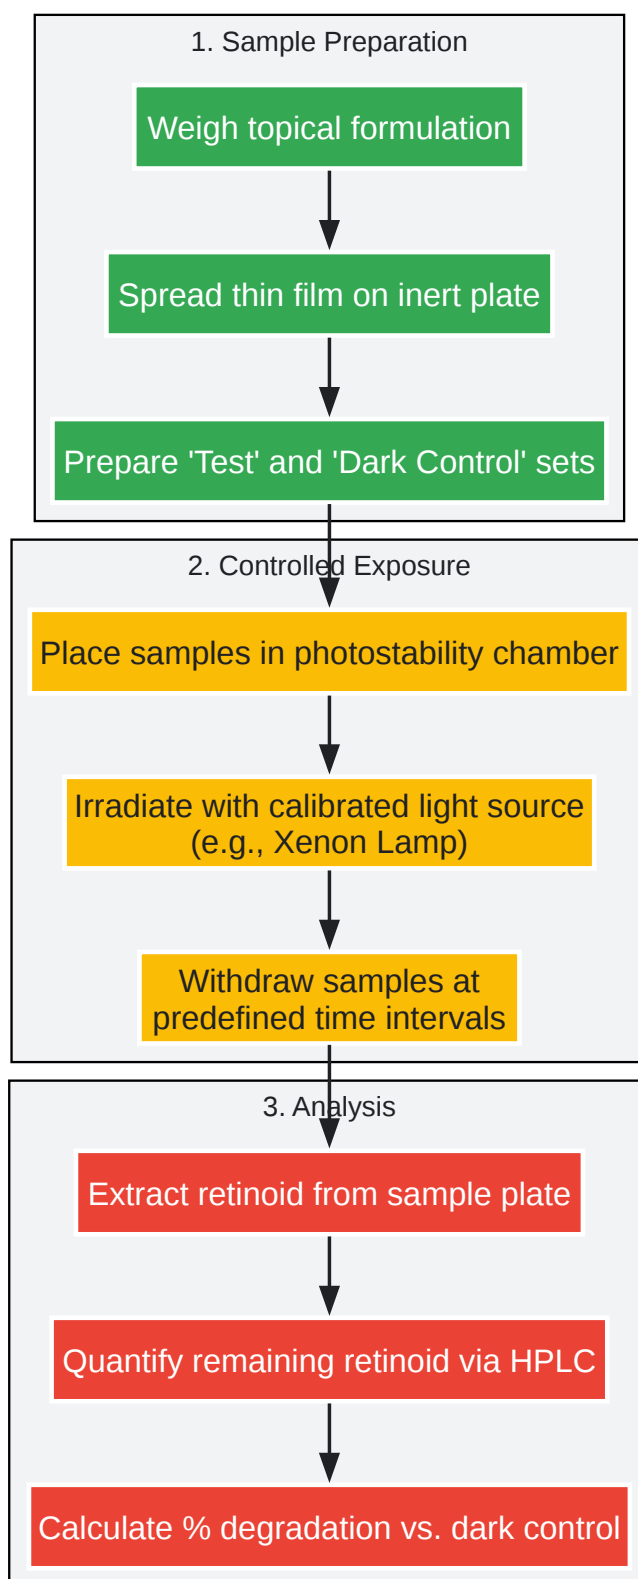 1. Sample Preparation
Weigh topical formulation
Spread thin film on inert plate
Prepare 'Test' and 'Dark Control' sets
2. Controlled Exposure
Place samples in photostability chamber
Irradiate with calibrated light source
(e.g., Xenon Lamp)
Withdraw samples at
predefined time intervals
3. Analysis
Extract retinoid from sample plate
Quantify remaining retinoid via HPLC
Calculate % degradation vs. dark control